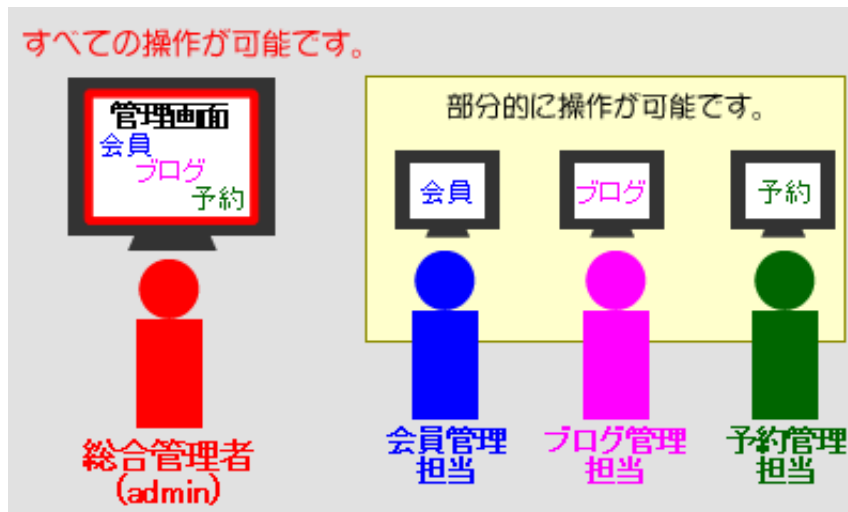 すべての操作が可能です。
管理画面
会員
ブログ
予約
総合管理者
(admin)
部分的に操作が可能です。
会員
ブログ
予約
会員管理
担当
ブログ管理
担当
予約管理
担当